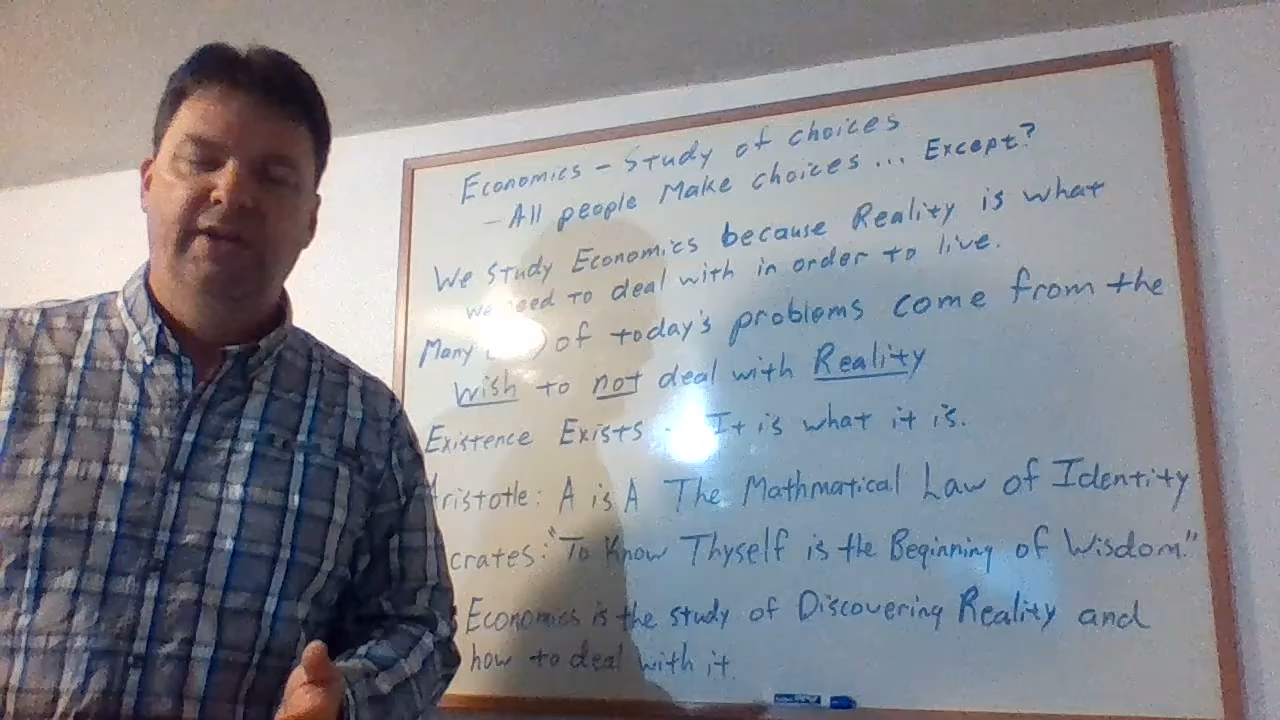 Economics - Study of choices
- All people Make choices ... Except?
We Study Economics because Reality is what
we need to deal with in order to live.
Many of today's problems come from the
Wish to not deal with Reality
Existence Exists - It is what it is.
Aristotle: A is A The Mathmatical Law of Identity
crates: "To Know Thyself is the Beginning of Wisdom."
Economics is the study of Discovering Reality and
how to deal with it.